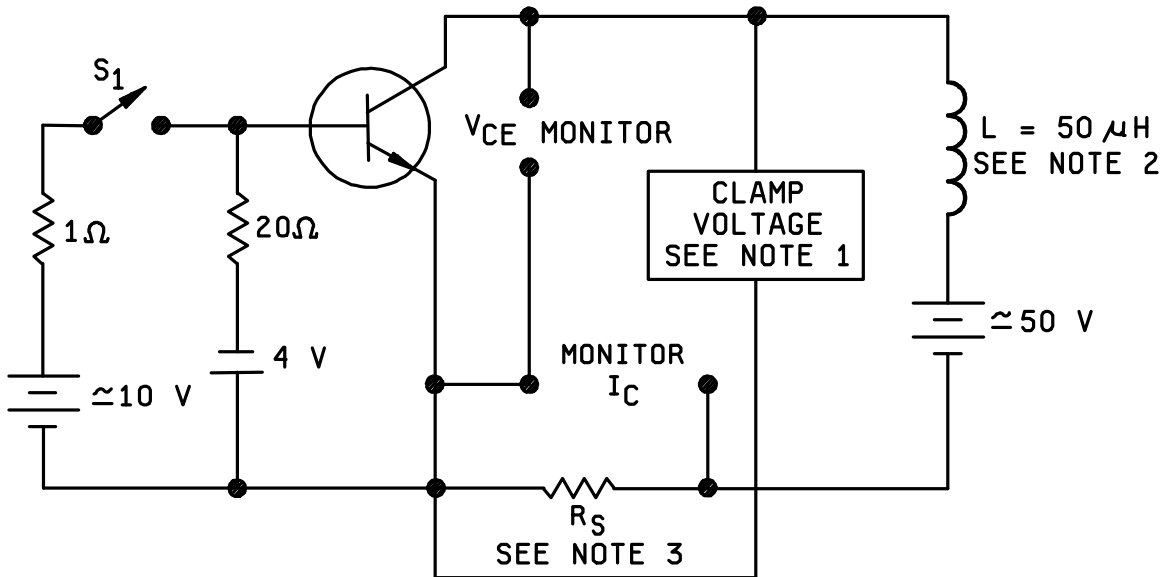 S1
1Ω
≃10 V
20Ω
4 V
VCE MONITOR
CLAMP
VOLTAGE
SEE NOTE 1
L = 50 μH
SEE NOTE 2
≃50 V
MONITOR
IC
RS
SEE NOTE 3